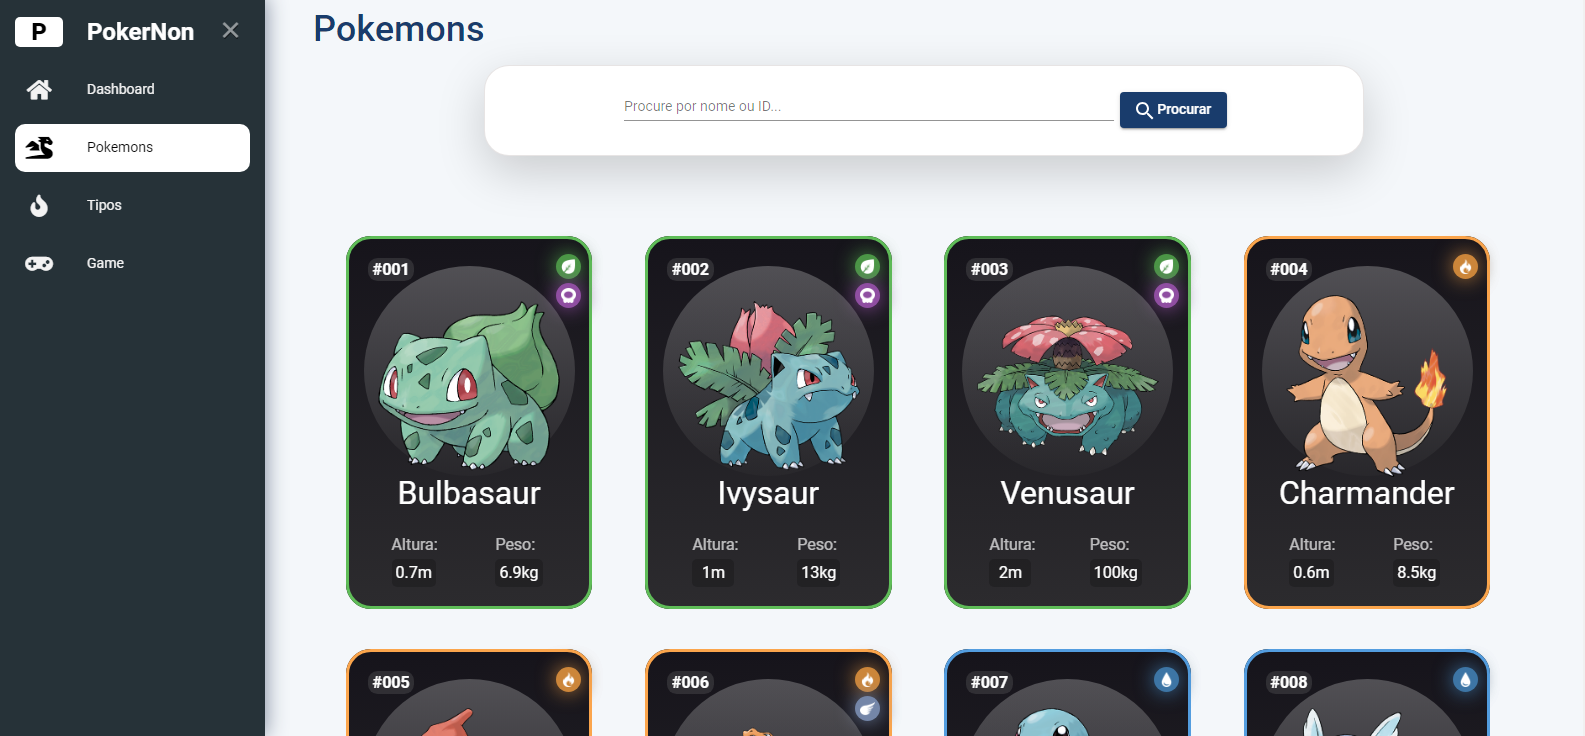 P PokerNon
Dashboard
Pokemons
Tipos
Game
Pokemons
Procure por nome ou ID...
Procurar
#001
Bulbasaur
Altura: Peso:
0.7m 6.9kg
#002
Ivysaur
Altura: Peso:
1m 13kg
#003
Venusaur
Altura: Peso:
2m 100kg
#004
Charmander
Altura: Peso:
0.6m 8.5kg
#005
#006
#007
#008